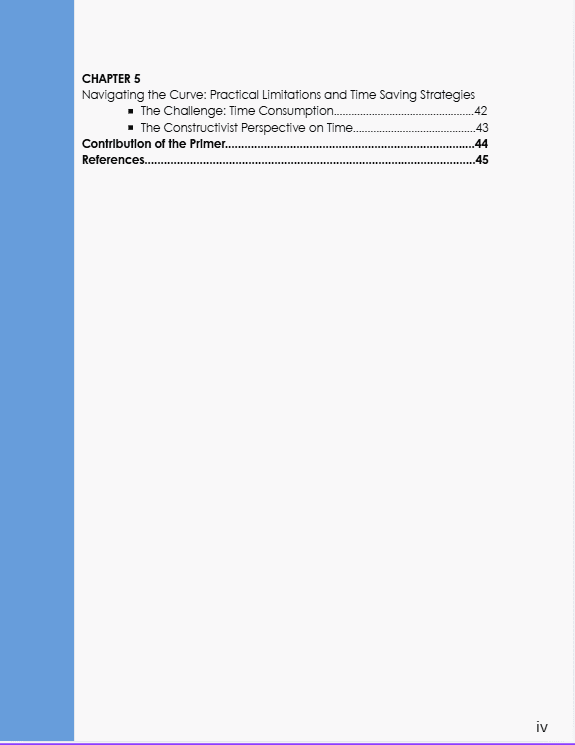 CHAPTER 5
Navigating the Curve: Practical Limitations and Time Saving Strategies
▪ The Challenge: Time Consumption................................................42
▪ The Constructivist Perspective on Time..........................................43
Contribution of the Primer..............................................................................44
References.......................................................................................................45
iv